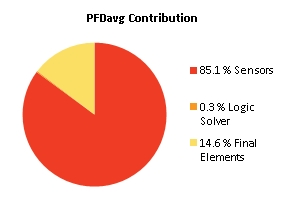 PFDavg Contribution
85.1 % Sensors
0.3 % Logic
Solver
14.6 % Final
Elements